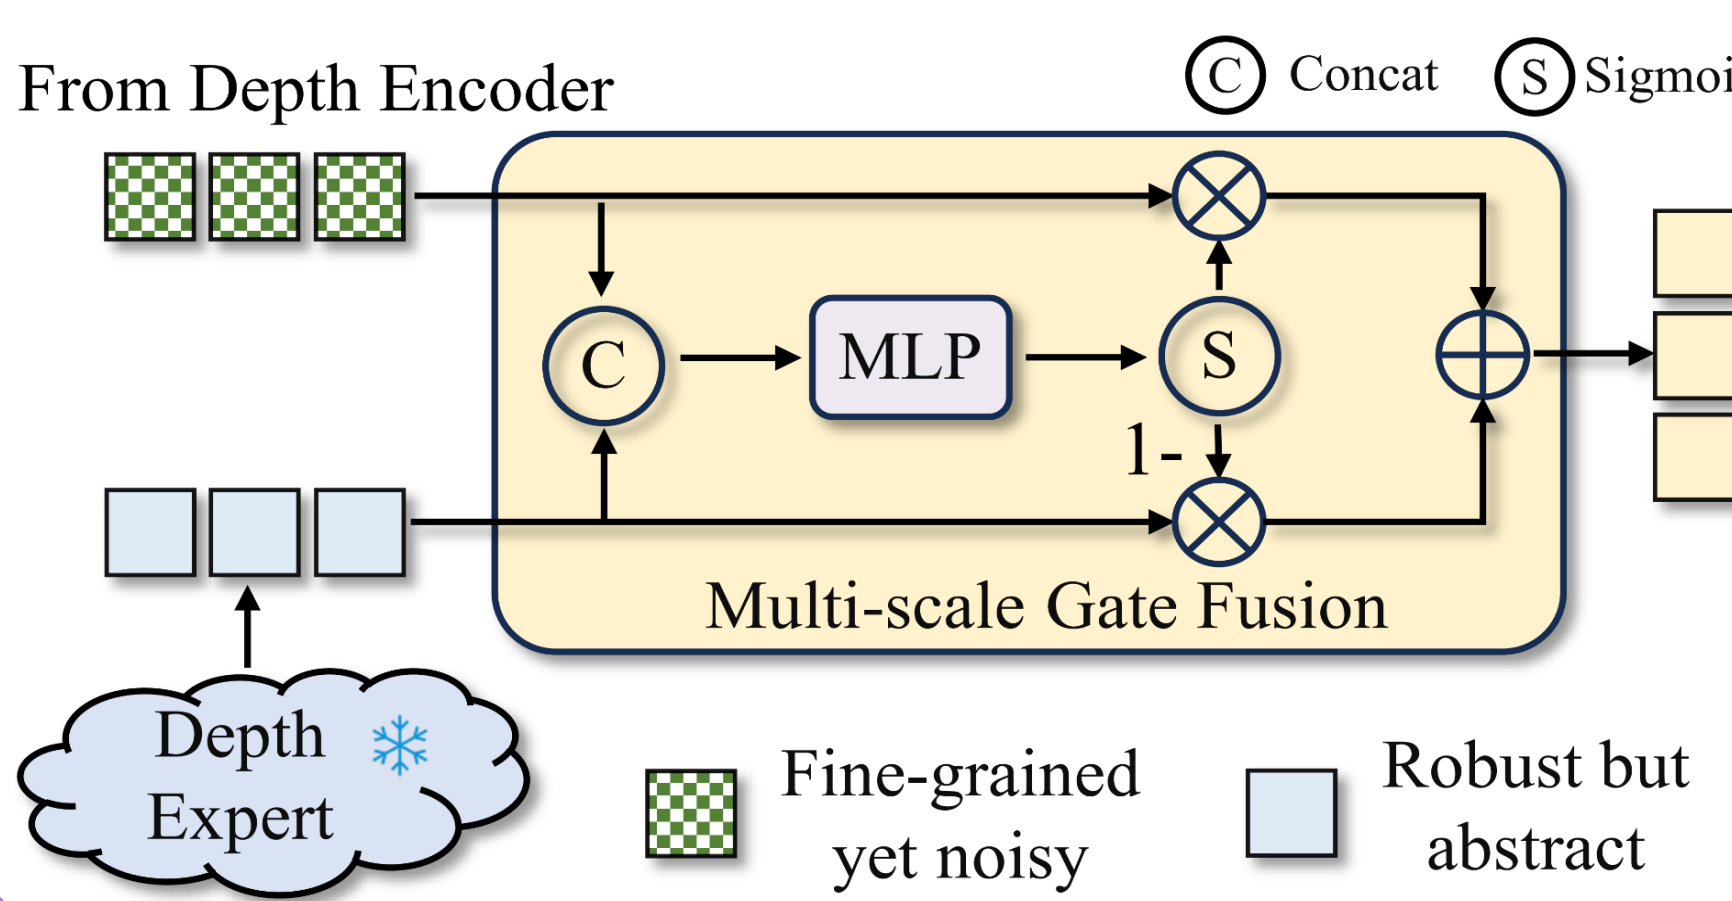 From Depth Encoder
C Concat S Sigmoi
C
MLP
S
1-
Multi-scale Gate Fusion
Depth
Expert
Fine-grained
yet noisy
Robust but
abstract